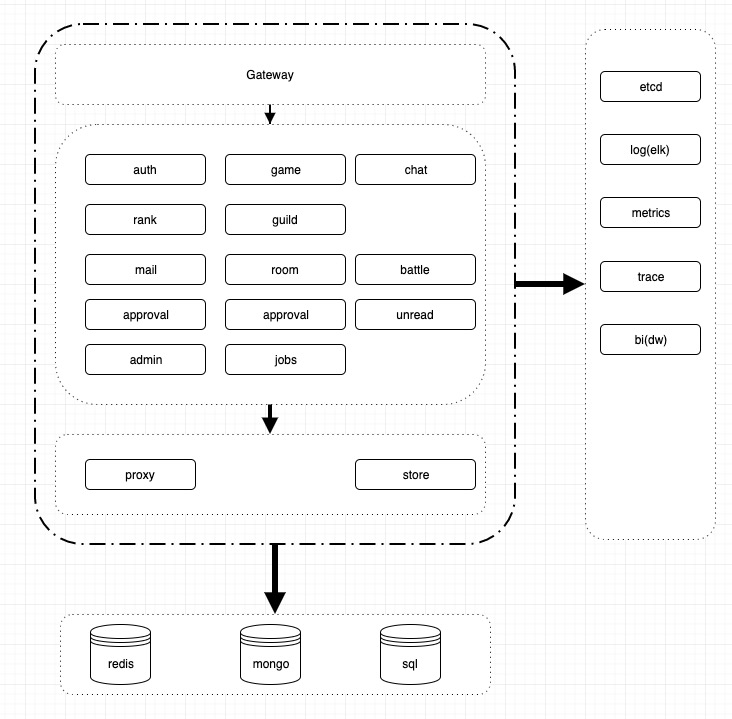 Gateway
auth
game
chat
rank
guild
mail
room
battle
approval
approval
unread
admin
jobs
proxy
store
redis
mongo
sql
etcd
log(elk)
metrics
trace
bi(dw)